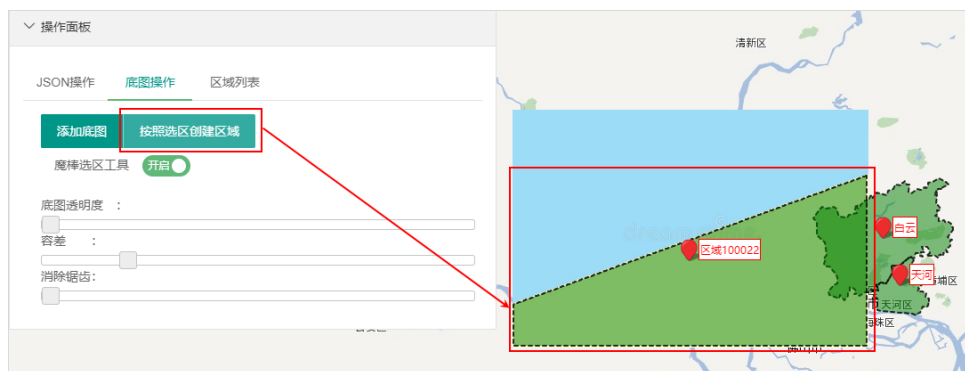 操作面板
JSON操作 底图操作 区域列表
添加底图 按照选区创建区域
魔棒选区工具 开启
底图透明度 ：
容差 ：
消除锯齿：
清新区
白云
区域100022
天河
天河区